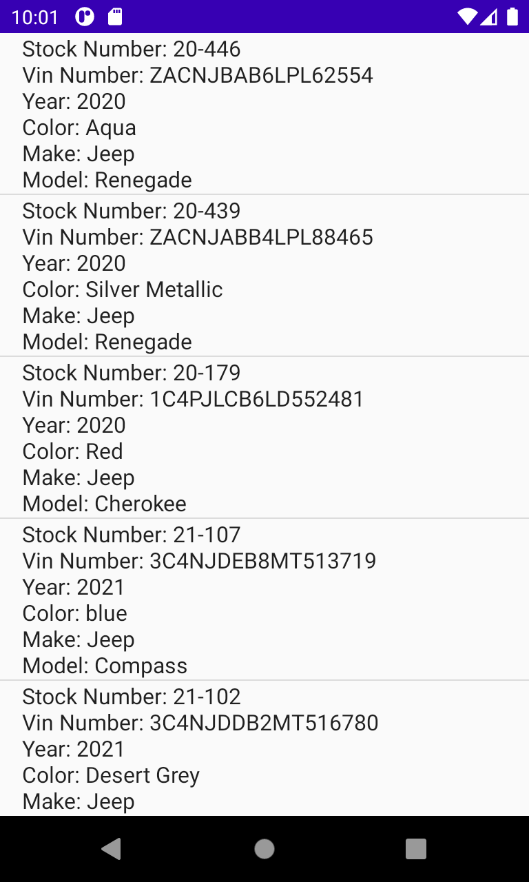 10:01
Stock Number: 20-446
Vin Number: ZACNJBAB6LPL62554
Year: 2020
Color: Aqua
Make: Jeep
Model: Renegade
Stock Number: 20-439
Vin Number: ZACNJABB4LPL88465
Year: 2020
Color: Silver Metallic
Make: Jeep
Model: Renegade
Stock Number: 20-179
Vin Number: 1C4PJLCB6LD552481
Year: 2020
Color: Red
Make: Jeep
Model: Cherokee
Stock Number: 21-107
Vin Number: 3C4NJDEB8MT513719
Year: 2021
Color: blue
Make: Jeep
Model: Compass
Stock Number: 21-102
Vin Number: 3C4NJDDB2MT516780
Year: 2021
Color: Desert Grey
Make: Jeep